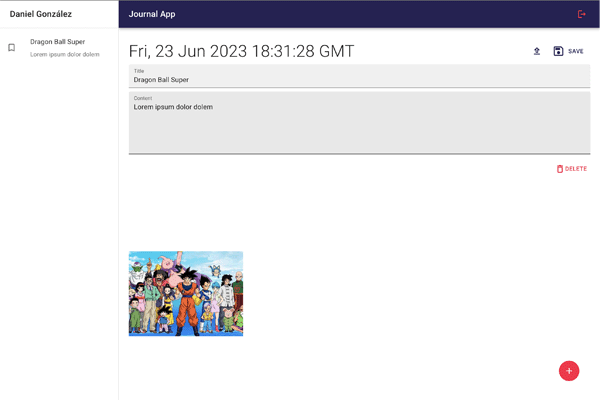 Daniel González
Journal App
Dragon Ball Super
Lorem ipsum dolor dolem
Fri, 23 Jun 2023 18:31:28 GMT
SAVE
Title
Dragon Ball Super
Content
Lorem ipsum dolor dolem
DELETE